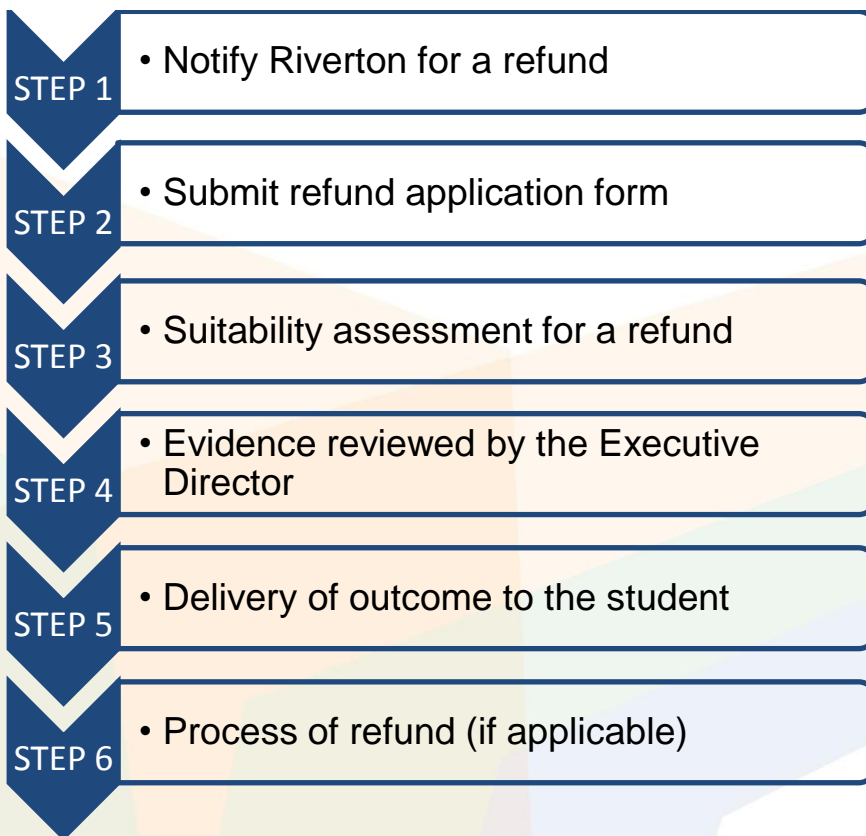 STEP 1
• Notify Riverton for a refund
STEP 2
• Submit refund application form
STEP 3
• Suitability assessment for a refund
STEP 4
• Evidence reviewed by the Executive
Director
STEP 5
• Delivery of outcome to the student
STEP 6
• Process of refund (if applicable)